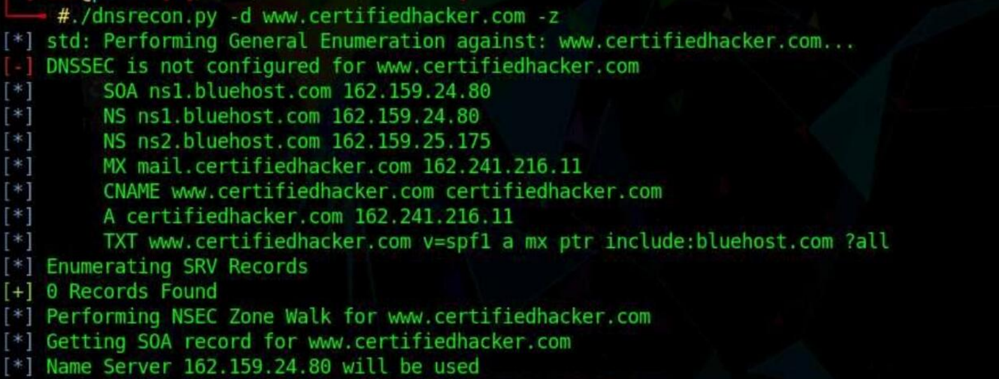 #./dnsrecon.py -d www.certifiedhacker.com -z
[*] std: Performing General Enumeration against: www.certifiedhacker.com...
[-] DNSSEC is not configured for www.certifiedhacker.com
[*] SOA ns1.bluehost.com 162.159.24.80
[*] NS ns1.bluehost.com 162.159.24.80
[*] NS ns2.bluehost.com 162.159.25.175
[*] MX mail.certifiedhacker.com 162.241.216.11
[*] CNAME www.certifiedhacker.com certifiedhacker.com
[*] A certifiedhacker.com 162.241.216.11
[*] TXT www.certifiedhacker.com v=spf1 a mx ptr include:bluehost.com ?all
[*] Enumerating SRV Records
[+] 0 Records Found
[*] Performing NSEC Zone Walk for www.certifiedhacker.com
[*] Getting SOA record for www.certifiedhacker.com
[*] Name Server 162.159.24.80 will be used